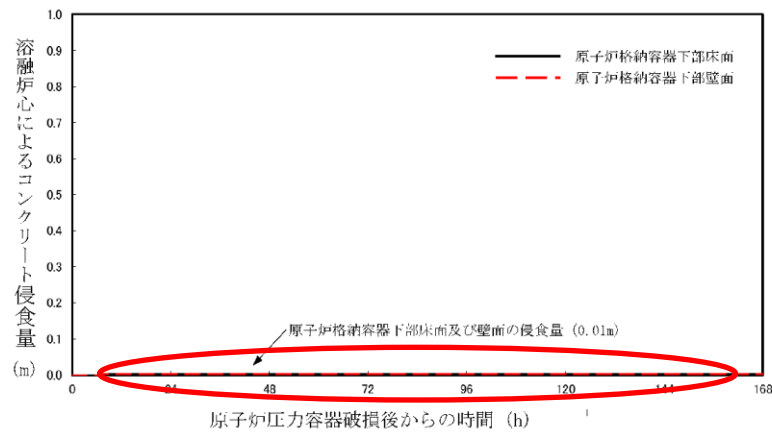 溶融炉心によるコンクリート侵食量
(m)
1.0
0.9
0.8
0.7
0.6
0.5
0.4
0.3
0.2
0.1
0.0
原子炉格納容器下部床面
原子炉格納容器下部壁面
原子炉格納容器下部床面及び壁面の侵食量 (0.01m)
0 24 48 72 96 120 144 168
原子炉圧力容器破損後からの時間 (h)